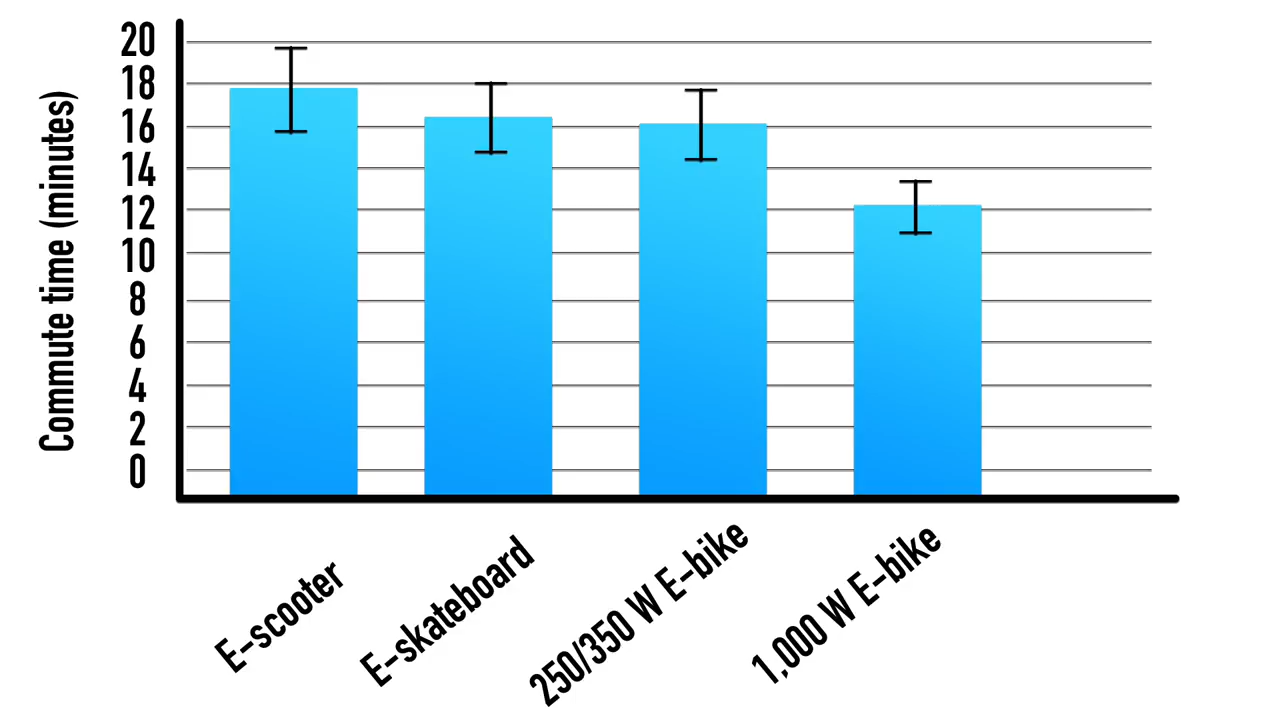 Commute time (minutes)
20
18
16
14
12
10
8
6
4
2
0
E-scooter
E-skateboard
250/350 W E-bike
1,000 W E-bike